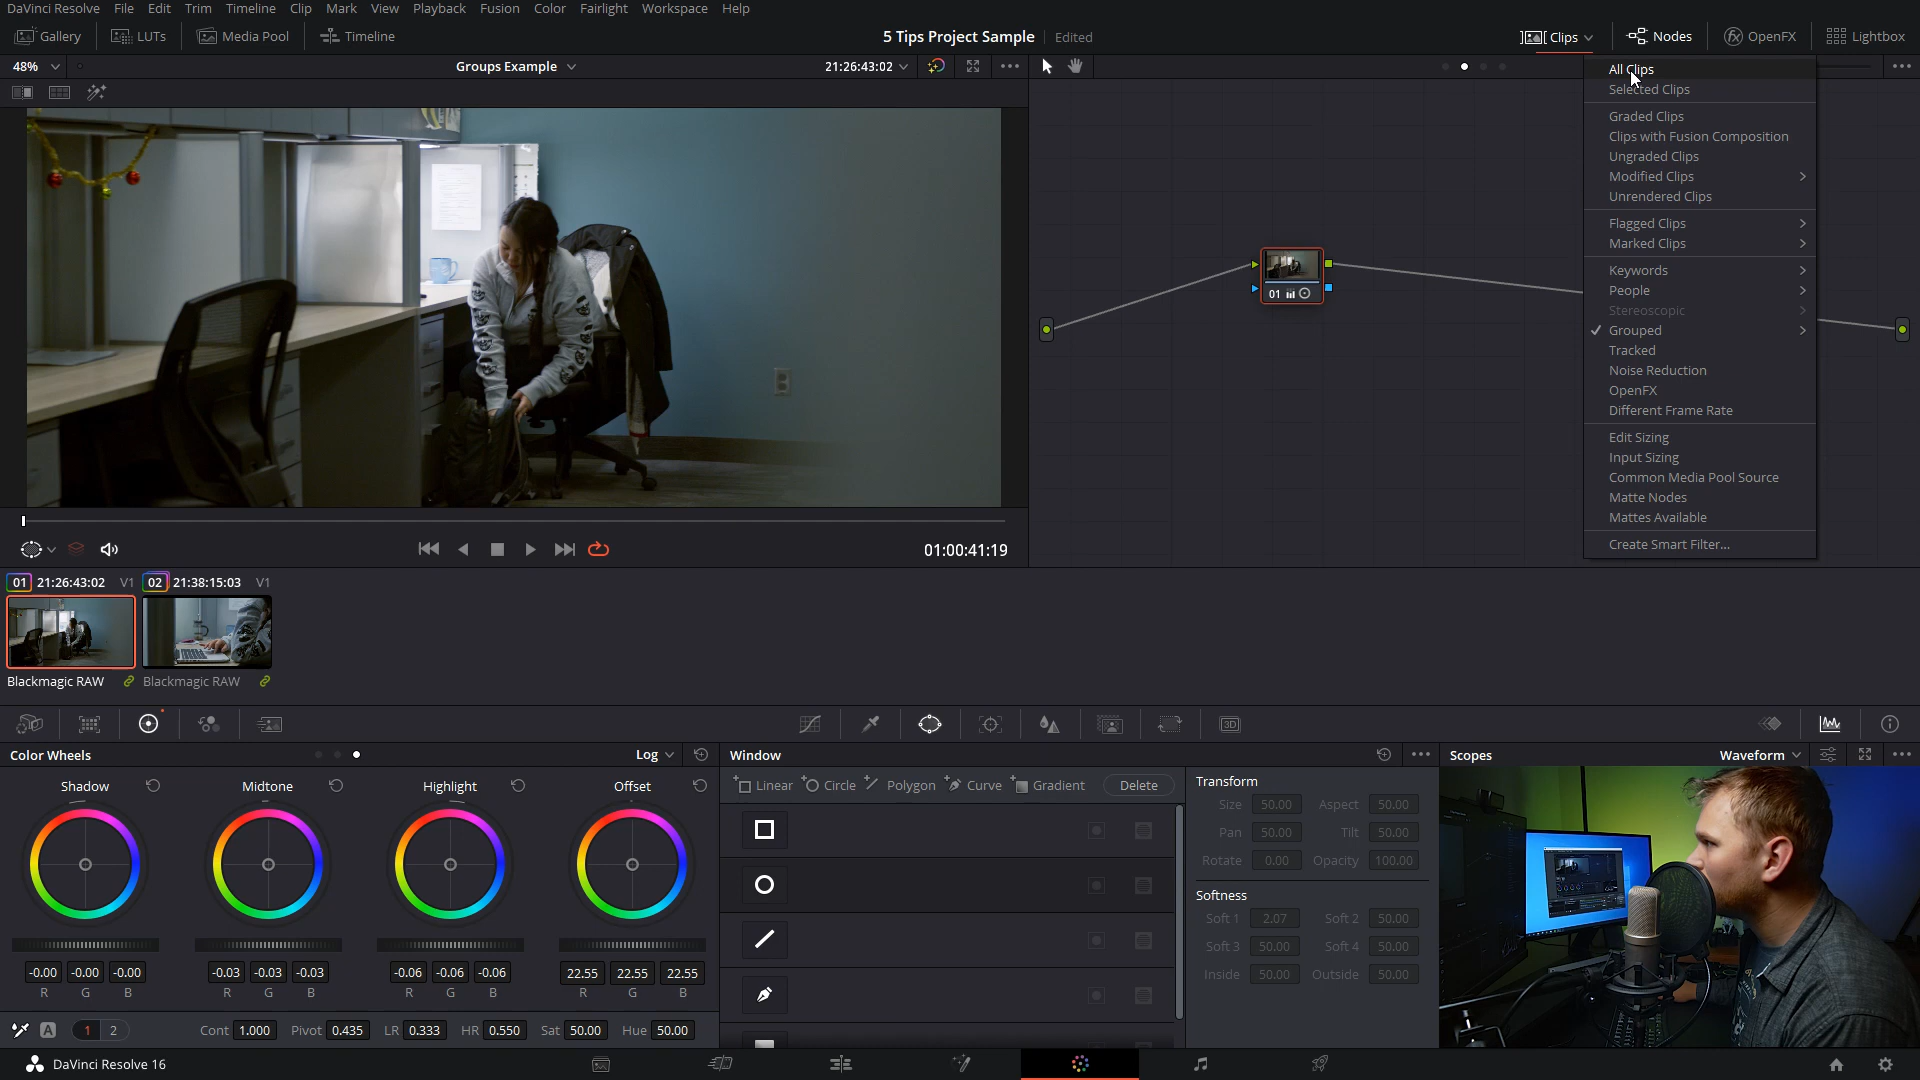 DaVinci Resolve File Edit Trim Timeline Clip Mark View Playback Fusion Color Fairlight Workspace Help
Gallery LUTs Media Pool Timeline 5 Tips Project Sample Edited Clips Nodes OpenFX Lightbox
48% Groups Example 21:26:43:02
All Clips
Selected Clips
Graded Clips
Clips with Fusion Composition
Ungraded Clips
Modified Clips
Unrendered Clips
Flagged Clips
Marked Clips
Keywords
People
Stereoscopic
Grouped
Tracked
Noise Reduction
OpenFX
Different Frame Rate
Edit Sizing
Input Sizing
Common Media Pool Source
Matte Nodes
Mattes Available
Create Smart Filter...
01
01:00:41:19
01 21:26:43:02 V1 02 21:38:15:03 V1
Blackmagic RAW Blackmagic RAW
3D
Color Wheels Log Window Scopes Waveform
Shadow Midtone Highlight Offset
Linear Circle Polygon Curve Gradient Delete
Transform
Size 50.00 Aspect 50.00
Pan 50.00 Tilt 50.00
Rotate 0.00 Opacity 100.00
Softness
Soft 1 2.07 Soft 2 50.00
Soft 3 50.00 Soft 4 50.00
Inside 50.00 Outside 50.00
-0.00 -0.00 -0.00 -0.03 -0.03 -0.03 -0.06 -0.06 -0.06 22.55 22.55 22.55
R G B R G B R G B R G B
A 1 2 Cont 1.000 Pivot 0.435 LR 0.333 HR 0.550 Sat 50.00 Hue 50.00
DaVinci Resolve 16